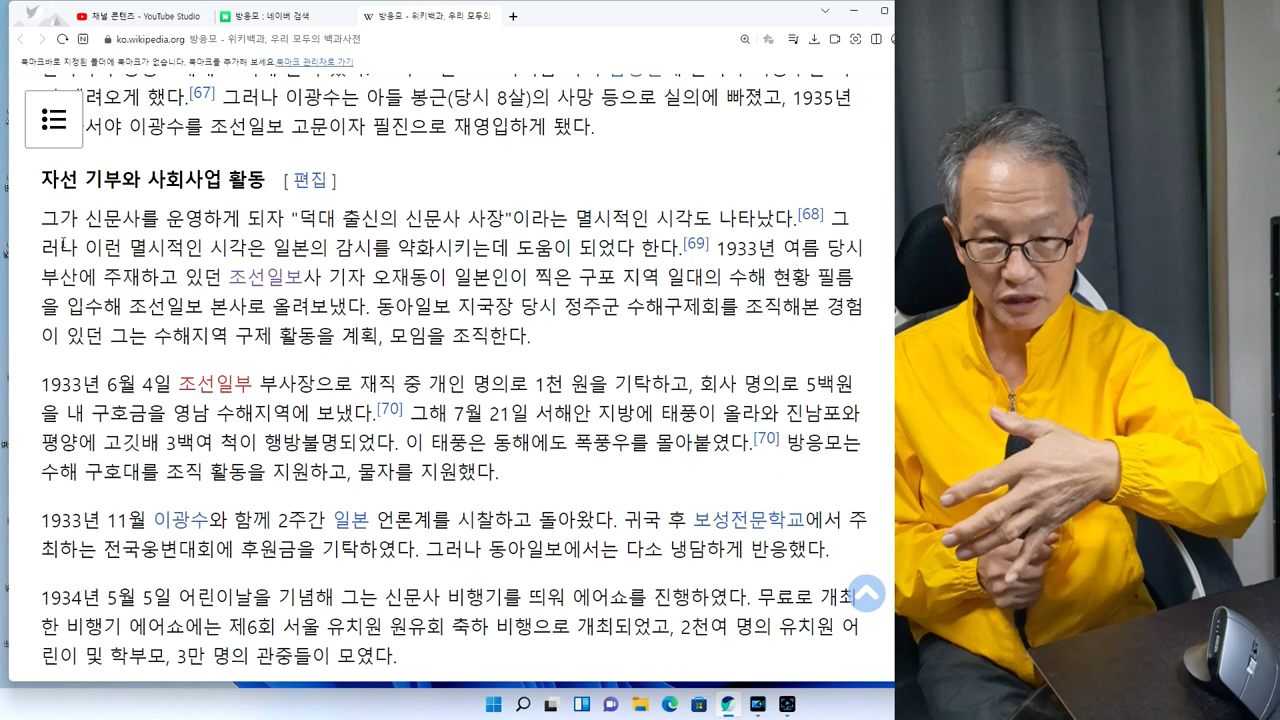 재널 콘텐츠 - YouTube Studio
방응모 : 네이버 검색
방응모 - 위키백과, 우리 모두의
ko.wikipedia.org 방응모 - 위키백과, 우리 모두의 백과사전
북마크바로 지정된 폴더에 북마크가 없습니다. 북마크를 추가해 보세요. 북마크 관리자로 가기
려오게 했다.[67] 그러나 이광수는 아들 봉근(당시 8살)의 사망 등으로 실의에 빠졌고, 1935년
서야 이광수를 조선일보 고문이자 필진으로 재영입하게 됐다.
자선 기부와 사회사업 활동 [ 편집 ]
그가 신문사를 운영하게 되자 "덕대 출신의 신문사 사장"이라는 멸시적인 시각도 나타났다.[68] 그
러나 이런 멸시적인 시각은 일본의 감시를 약화시키는데 도움이 되었다 한다.[69] 1933년 여름 당시
부산에 주재하고 있던 조선일보사 기자 오재동이 일본인이 찍은 구포 지역 일대의 수해 현황 필름
을 입수해 조선일보 본사로 올려보냈다. 동아일보 지국장 당시 정주군 수해구제회를 조직해본 경험
이 있던 그는 수해지역 구제 활동을 계획, 모임을 조직한다.
1933년 6월 4일 조선일부 부사장으로 재직 중 개인 명의로 1천 원을 기탁하고, 회사 명의로 5백원
을 내 구호금을 영남 수해지역에 보냈다.[70] 그해 7월 21일 서해안 지방에 태풍이 올라와 진남포와
평양에 고깃배 3백여 척이 행방불명되었다. 이 태풍은 동해에도 폭풍우를 몰아붙였다.[70] 방응모는
수해 구호대를 조직 활동을 지원하고, 물자를 지원했다.
1933년 11월 이광수와 함께 2주간 일본 언론계를 시찰하고 돌아왔다. 귀국 후 보성전문학교에서 주
최하는 전국웅변대회에 후원금을 기탁하였다. 그러나 동아일보에서는 다소 냉담하게 반응했다.
1934년 5월 5일 어린이날을 기념해 그는 신문사 비행기를 띄워 에어쇼를 진행하였다. 무료로 개최
한 비행기 에어쇼에는 제6회 서울 유치원 원유회 축하 비행으로 개최되었고, 2천여 명의 유치원 어
린이 및 학부모, 3만 명의 관중들이 모였다.